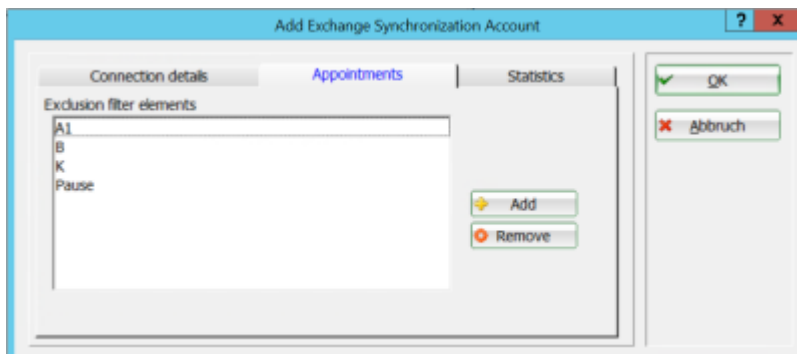 Add Exchange Synchronization Account
? x
Connection details Appointments Statistics
Exclusion filter elements
A1
B
K
Pause
Add
Remove
OK
Abbruch